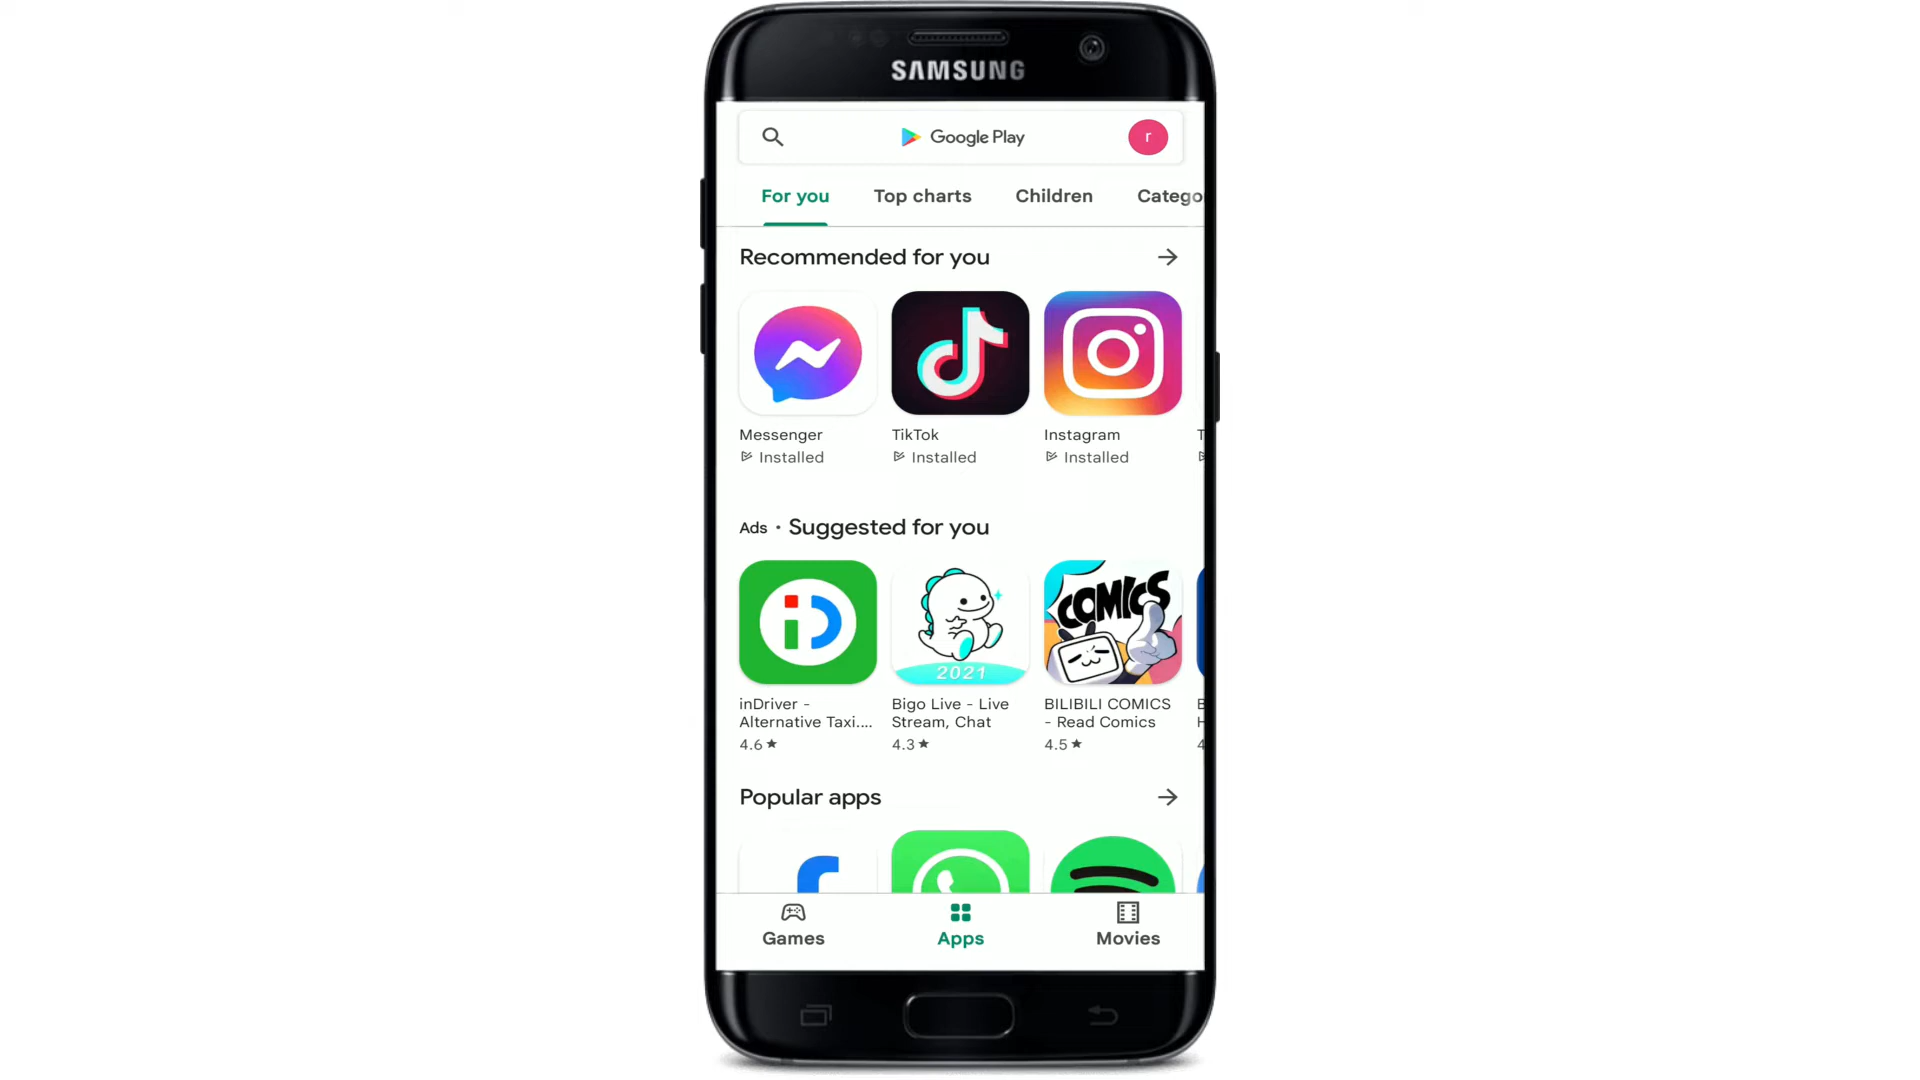 SAMSUNG
Google Play
r
For you
Top charts
Children
Catego
Recommended for you
Messenger
Installed
TikTok
Installed
Instagram
Installed
T
Ads • Suggested for you
iD
2021
COMICS
inDriver -
Alternative Taxi....
4.6 ★
Bigo Live - Live
Stream, Chat
4.3 ★
BILIBILI COMICS
- Read Comics
4.5 ★
B
H
4
Popular apps
Games
Apps
Movies